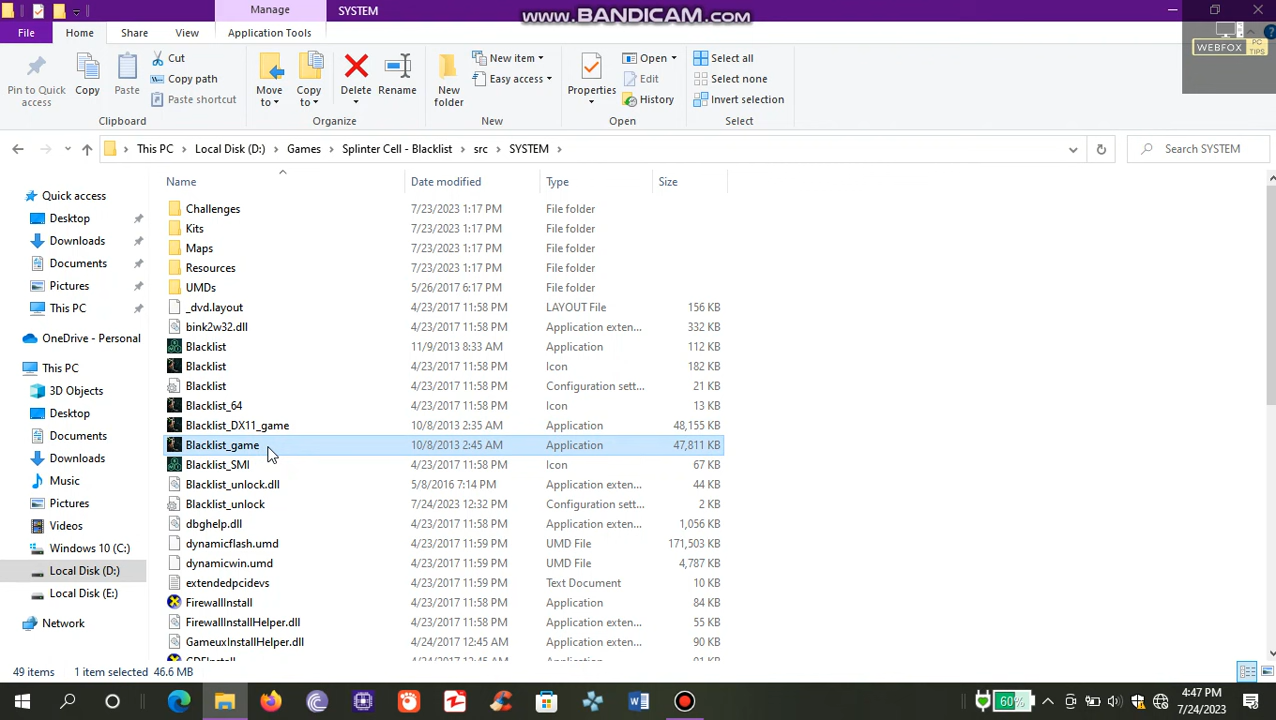 Manage
SYSTEM
www.BANDICAM.com
File
Home
Share
View
Application Tools
WEBFOX PC TIPS
Pin to Quick access
Copy
Paste
Cut
Copy path
Paste shortcut
Clipboard
Move to
Copy to
Delete
Rename
Organize
New folder
New item
Easy access
New
Properties
Open
Edit
History
Open
Select all
Select none
Invert selection
Select
This PC
Local Disk (D:)
Games
Splinter Cell - Blacklist
src
SYSTEM
Search SYSTEM
Name
Date modified
Type
Size
Quick access
Desktop
Downloads
Documents
Pictures
This PC
OneDrive - Personal
This PC
3D Objects
Desktop
Documents
Downloads
Music
Pictures
Videos
Windows 10 (C:)
Local Disk (D:)
Local Disk (E:)
Network
Challenges 7/23/2023 1:17 PM File folder
Kits 7/23/2023 1:17 PM File folder
Maps 7/23/2023 1:17 PM File folder
Resources 7/23/2023 1:17 PM File folder
UMDs 5/26/2017 6:17 PM File folder
_dvd.layout 4/23/2017 11:58 PM LAYOUT File 156 KB
bink2w32.dll 4/23/2017 11:58 PM Application exten... 332 KB
Blacklist 11/9/2013 8:33 AM Application 112 KB
Blacklist 4/23/2017 11:58 PM Icon 182 KB
Blacklist 4/23/2017 11:58 PM Configuration sett... 21 KB
Blacklist_64 4/23/2017 11:58 PM Icon 13 KB
Blacklist_DX11_game 10/8/2013 2:35 AM Application 48,155 KB
Blacklist_game 10/8/2013 2:45 AM Application 47,811 KB
Blacklist_SMI 4/23/2017 11:58 PM Icon 67 KB
Blacklist_unlock.dll 5/8/2016 7:14 PM Application exten... 44 KB
Blacklist_unlock 7/24/2023 12:32 PM Configuration sett... 2 KB
dbghelp.dll 4/23/2017 11:58 PM Application exten... 1,056 KB
dynamicflash.umd 4/23/2017 11:59 PM UMD File 171,503 KB
dynamicwin.umd 4/23/2017 11:59 PM UMD File 4,787 KB
extendedpcidevs 4/23/2017 11:59 PM Text Document 10 KB
FirewallInstall 4/23/2017 11:58 PM Application 84 KB
FirewallInstallHelper.dll 4/23/2017 11:58 PM Application exten... 55 KB
GameuxInstallHelper.dll 4/24/2017 12:45 AM Application exten... 90 KB
49 items
1 item selected 46.6 MB
60%
4:47 PM
7/24/2023